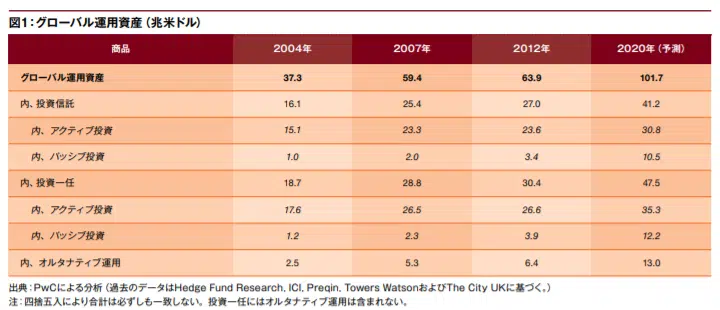 図1：グローバル運用資産（兆米ドル）
商品 2004年 2007年 2012年 2020年（予測）
グローバル運用資産 37.3 59.4 63.9 101.7
内、投資信託 16.1 25.4 27.0 41.2
内、アクティブ投資 15.1 23.3 23.6 30.8
内、パッシブ投資 1.0 2.0 3.4 10.5
内、投資一任 18.7 28.8 30.4 47.5
内、アクティブ投資 17.6 26.5 26.6 35.3
内、パッシブ投資 1.2 2.3 3.9 12.2
内、オルタナティブ運用 2.5 5.3 6.4 13.0
出典：PwCによる分析（過去のデータはHedge Fund Research、ICI、Preqin、Towers WatsonおよびThe City UKに基づく。）
注：四捨五入により合計は必ずしも一致しない。投資一任にはオルタナティブ運用は含まれない。